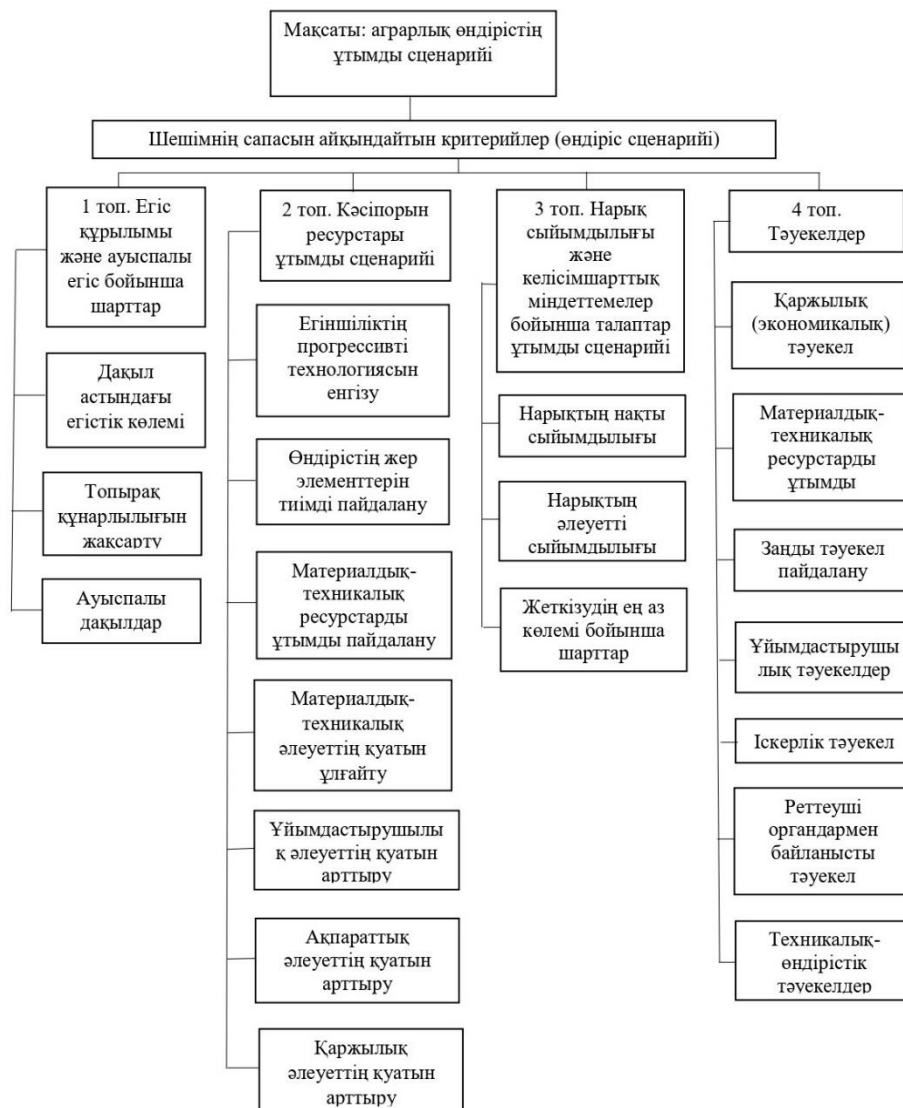 Мақсаты: аграрлық өндірістің
ұтымды сценарийі
Шешімнің сапасын айқындайтын критерийлер (өндіріс сценарийі)
1 топ. Егіс
құрылымы
және ауыспалы
егіс бойынша
шарттар
Дақыл
астындағы
егістік көлемі
Топырақ
құнарлылығын
жақсарту
Ауыспалы
дақылдар
2 топ. Кәсіпорын
ресурстары
ұтымды сценарийі
Егіншіліктің
прогрессивті
технологиясын
енгізу
Өндірістің жер
элементтерін
тиімді пайдалану
Материалдық-
техникалық
ресурстарды
ұтымды пайдалану
Материалдық-
техникалық
әлеуеттің қуатын
ұлғайту
Ұйымдастырушылы
қ әлеуеттің қуатын
арттыру
Ақпараттық
әлеуеттің қуатын
арттыру
Қаржылық
әлеуеттің қуатын
арттыру
3 топ. Нарық
сыйымдылығы
және
келісімшарттық
міндеттемелер
бойынша талаптар
ұтымды сценарийі
Нарықтың нақты
сыйымдылығы
Нарықтың
әлеуетті
сыйымдылығы
Жеткізудің ең аз
көлемі бойынша
шарттар
4 топ.
Тәуекелдер
Қаржылық
(экономикалық)
тәуекел
Материалдық-
техникалық
ресурстарды
ұтымды
Заңды тәуекел
пайдалану
Ұйымдастырушы
лық тәуекелдер
Іскерлік тәуекел
Реттеуші
органдармен
байланысты
тәуекел
Техникалық-
өндірістік
тәуекелдер